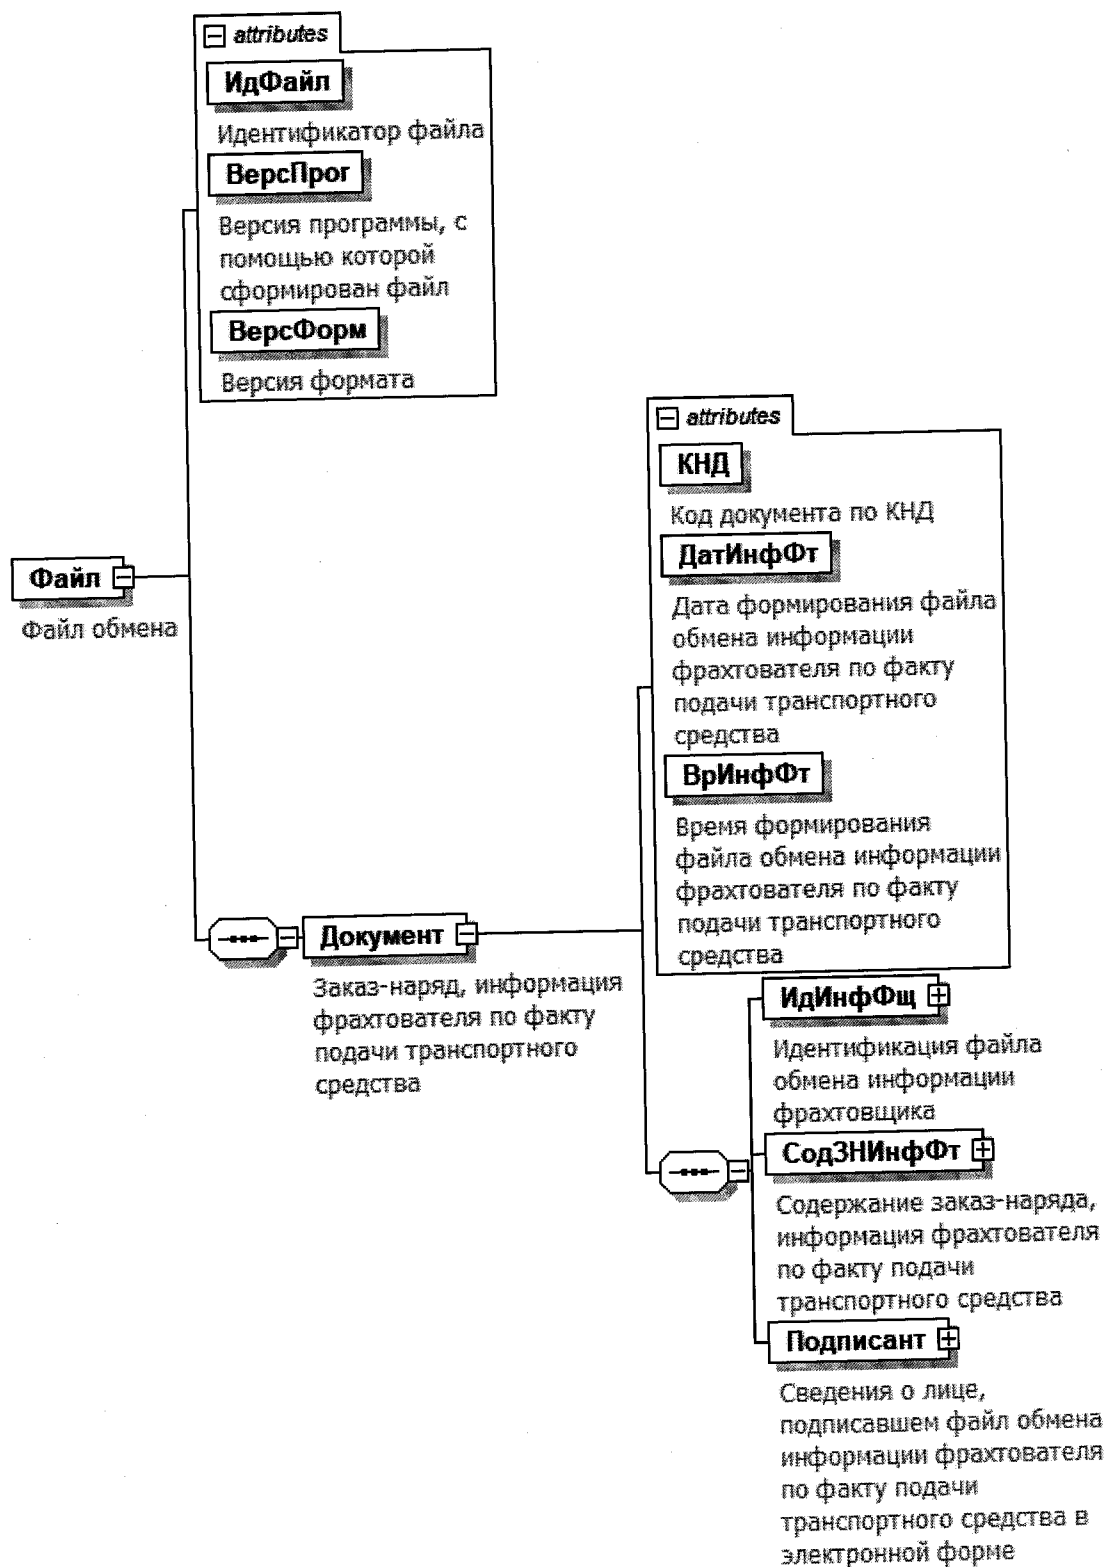 attributes
ИдФайл
Идентификатор файла
ВерсПрог
Версия программы, с
помощью которой
сформирован файл
ВерсФорм
Версия формата
Файл
Файл обмена
Документ
Заказ-наряд, информация
фрахтователя по факту
подачи транспортного
средства
attributes
КНД
Код документа по КНД
ДатИнфФт
Дата формирования файла
обмена информации
фрахтователя по факту
подачи транспортного
средства
ВрИнфФт
Время формирования
файла обмена информации
фрахтователя по факту
подачи транспортного
средства
ИдИнфФщ
Идентификация файла
обмена информации
фрахтовщика
СодЗНИнфФт
Содержание заказ-наряда,
информация фрахтователя
по факту подачи
транспортного средства
Подписант
Сведения о лице,
подписавшем файл обмена
информации фрахтователя
по факту подачи
транспортного средства в
электронной форме